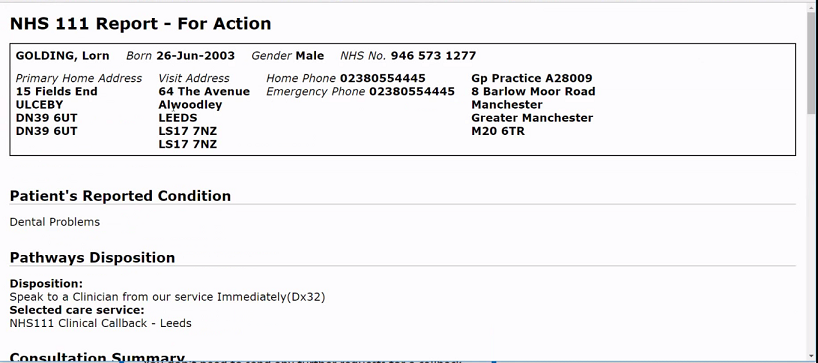 NHS 111 Report - For Action
GOLDING, Lorn Born 26-Jun-2003 Gender Male NHS No. 946 573 1277
Primary Home Address Visit Address Home Phone 02380554445 Gp Practice A28009
15 Fields End 64 The Avenue Emergency Phone 02380554445 8 Barlow Moor Road
ULCEBY Alwoodley Manchester
DN39 6UT LEEDS Greater Manchester
DN39 6UT LS17 7NZ M20 6TR
LS17 7NZ
Patient's Reported Condition
Dental Problems
Pathways Disposition
Disposition:
Speak to a Clinician from our service Immediately(Dx32)
Selected care service:
NHS111 Clinical Callback - Leeds
Consultation Summary